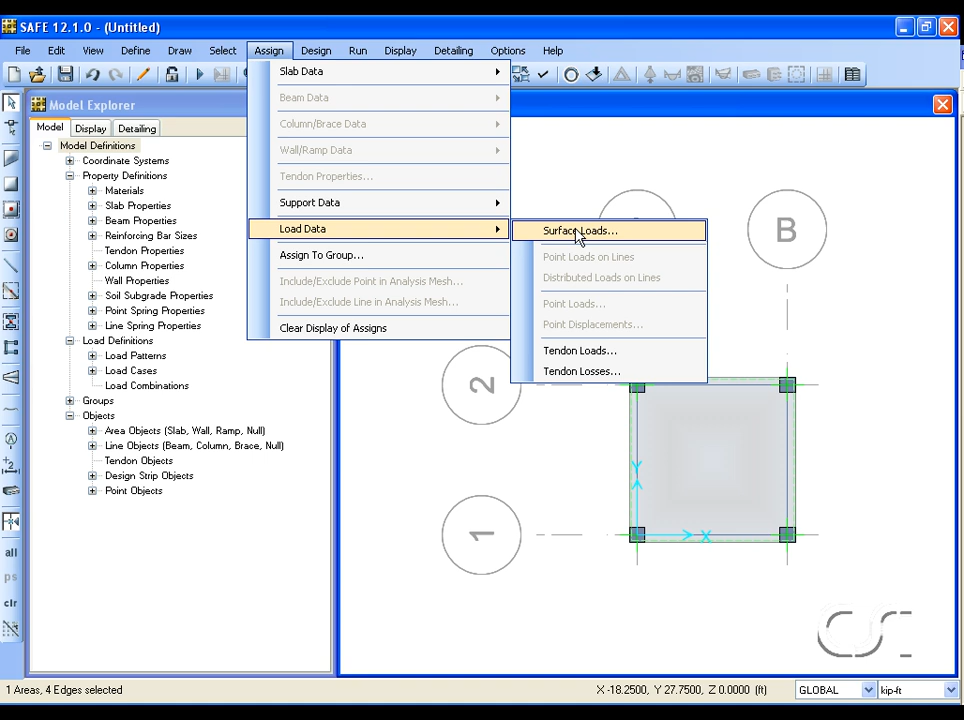 SAFE 12.1.0 - (Untitled)
File Edit View Define Draw Select Assign Design Run Display Detailing Options Help
Model Explorer
Model Display Detailing
Model Definitions
Coordinate Systems
Property Definitions
Materials
Slab Properties
Beam Properties
Reinforcing Bar Sizes
Tendon Properties
Column Properties
Wall Properties
Soil Subgrade Properties
Point Spring Properties
Line Spring Properties
Load Definitions
Load Patterns
Load Cases
Load Combinations
Groups
Objects
Area Objects (Slab, Wall, Ramp, Null)
Line Objects (Beam, Column, Brace, Null)
Tendon Objects
Design Strip Objects
Point Objects
all
ps
clr
Slab Data
Beam Data
Column/Brace Data
Wall/Ramp Data
Tendon Properties...
Support Data
Load Data
Assign To Group...
Include/Exclude Point in Analysis Mesh...
Include/Exclude Line in Analysis Mesh...
Clear Display of Assigns
Surface Loads...
Point Loads on Lines
Distributed Loads on Lines
Point Loads...
Point Displacements...
Tendon Loads...
Tendon Losses...
B
2
1
Y
X
CSI
1 Areas, 4 Edges selected
X -18.2500, Y 27.7500, Z 0.0000 (ft)
GLOBAL
kip-ft